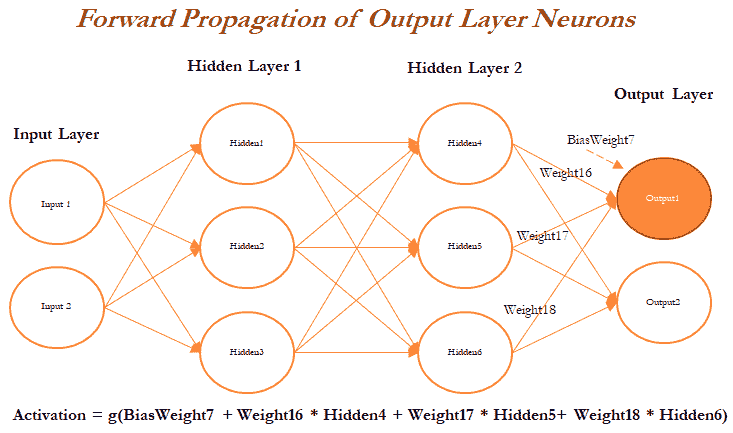 Forward Propagation of Output Layer Neurons
Hidden Layer 1
Hidden Layer 2
Output Layer
Input Layer
BiasWeight7
Hidden1
Hidden4
Weight16
Input 1
Output1
Weight17
Hidden2
Hidden5
Input 2
Output2
Weight18
Hidden3
Hidden6
Activation = g(BiasWeight7 + Weight16 * Hidden4 + Weight17 * Hidden5+ Weight18 * Hidden6)